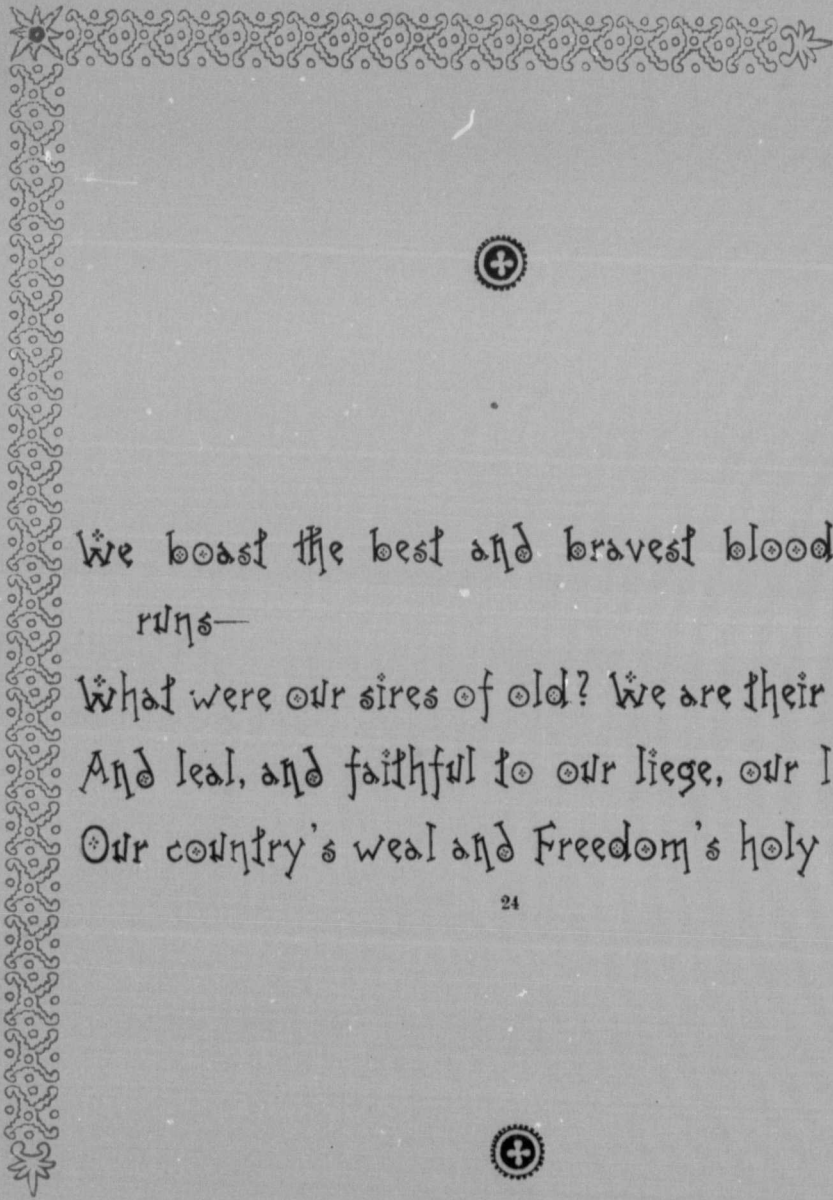 We boast the best and bravest blood
runs—
What were our sires of old? We are their
And leal, and faithful to our liege, our
Our country's weal and Freedom's holy
24